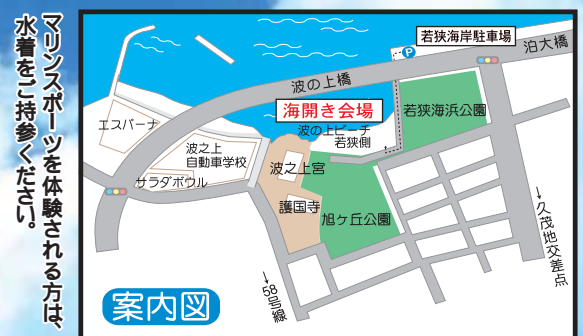 マリンスポーツを体験される方は、
水着をご持参ください。
若狭海岸駐車場
P
泊大橋
波の上橋
海開き会場
若狭海浜公園
エスパーナ
波の上ビーチ
若狭側
波之上
自動車学校
波之上宮
サラダボウル
護国寺
旭ヶ丘公園
→久茂地交差点
→58号線
案内図